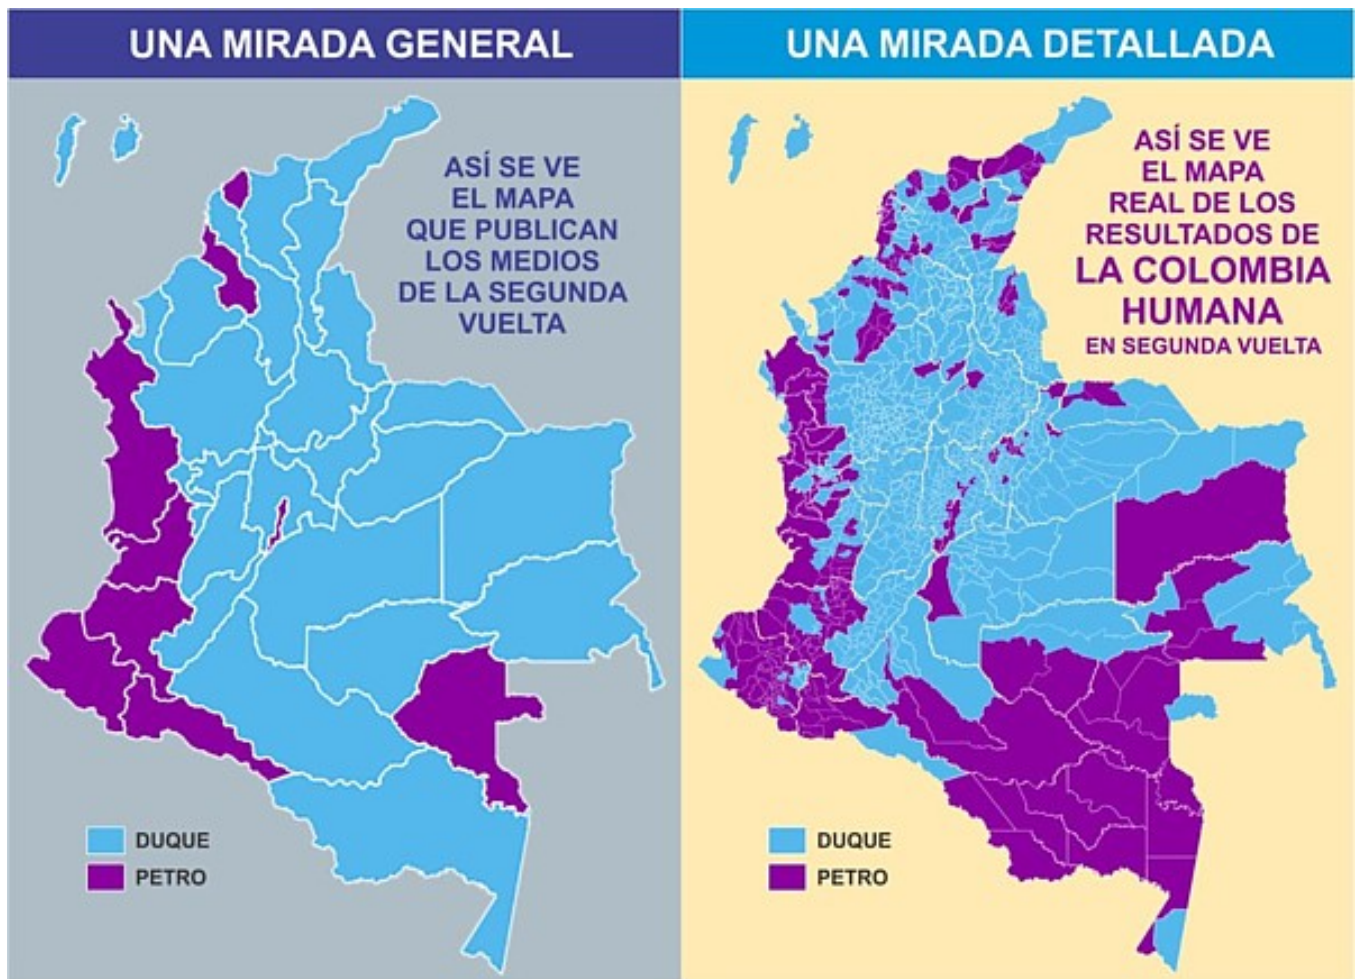 UNA MIRADA GENERAL
ASÍ SE VE
EL MAPA
QUE PUBLICAN
LOS MEDIOS
DE LA SEGUNDA
VUELTA
DUQUE
PETRO
UNA MIRADA DETALLADA
ASÍ SE VE
EL MAPA
REAL DE LOS
RESULTADOS DE
LA COLOMBIA
HUMANA
EN SEGUNDA VUELTA
DUQUE
PETRO